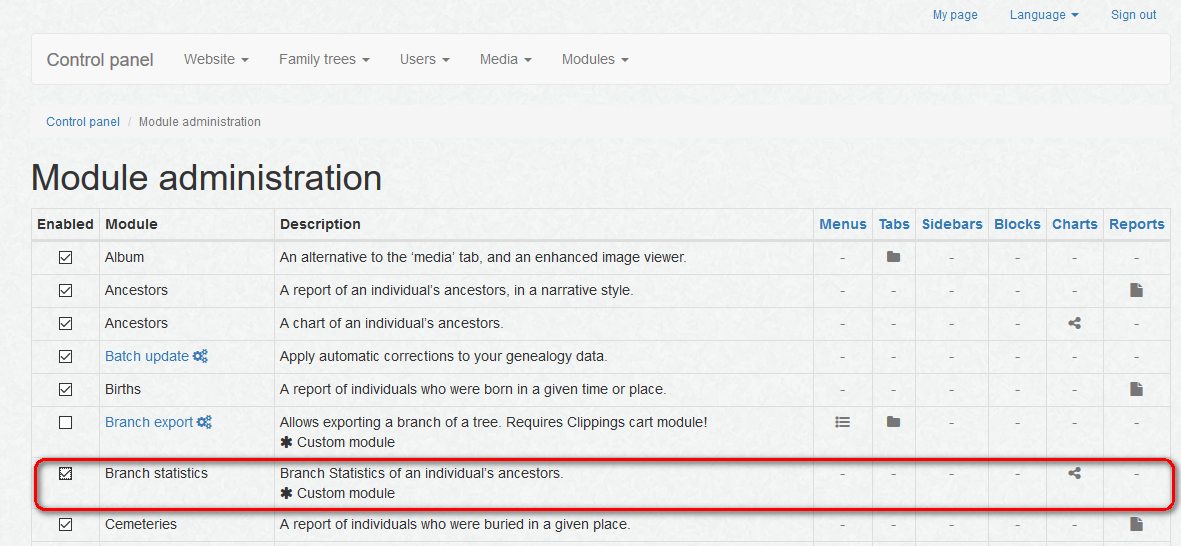 My page Language Sign out
Control panel Website Family trees Users Media Modules
Control panel / Module administration
Module administration
Enabled Module Description Menus Tabs Sidebars Blocks Charts Reports
Album An alternative to the ‘media’ tab, and an enhanced image viewer. - - - - -
Ancestors A report of an individual’s ancestors, in a narrative style. - - - - -
Ancestors A chart of an individual’s ancestors. - - - - -
Batch update Apply automatic corrections to your genealogy data. - - - - - -
Births A report of individuals who were born in a given time or place. - - - - -
Branch export Allows exporting a branch of a tree. Requires Clippings cart module! - - - -
✱ Custom module
Branch statistics Branch Statistics of an individual’s ancestors. - - - - -
✱ Custom module
Cemeteries A report of individuals who were buried in a given place. - - - - -